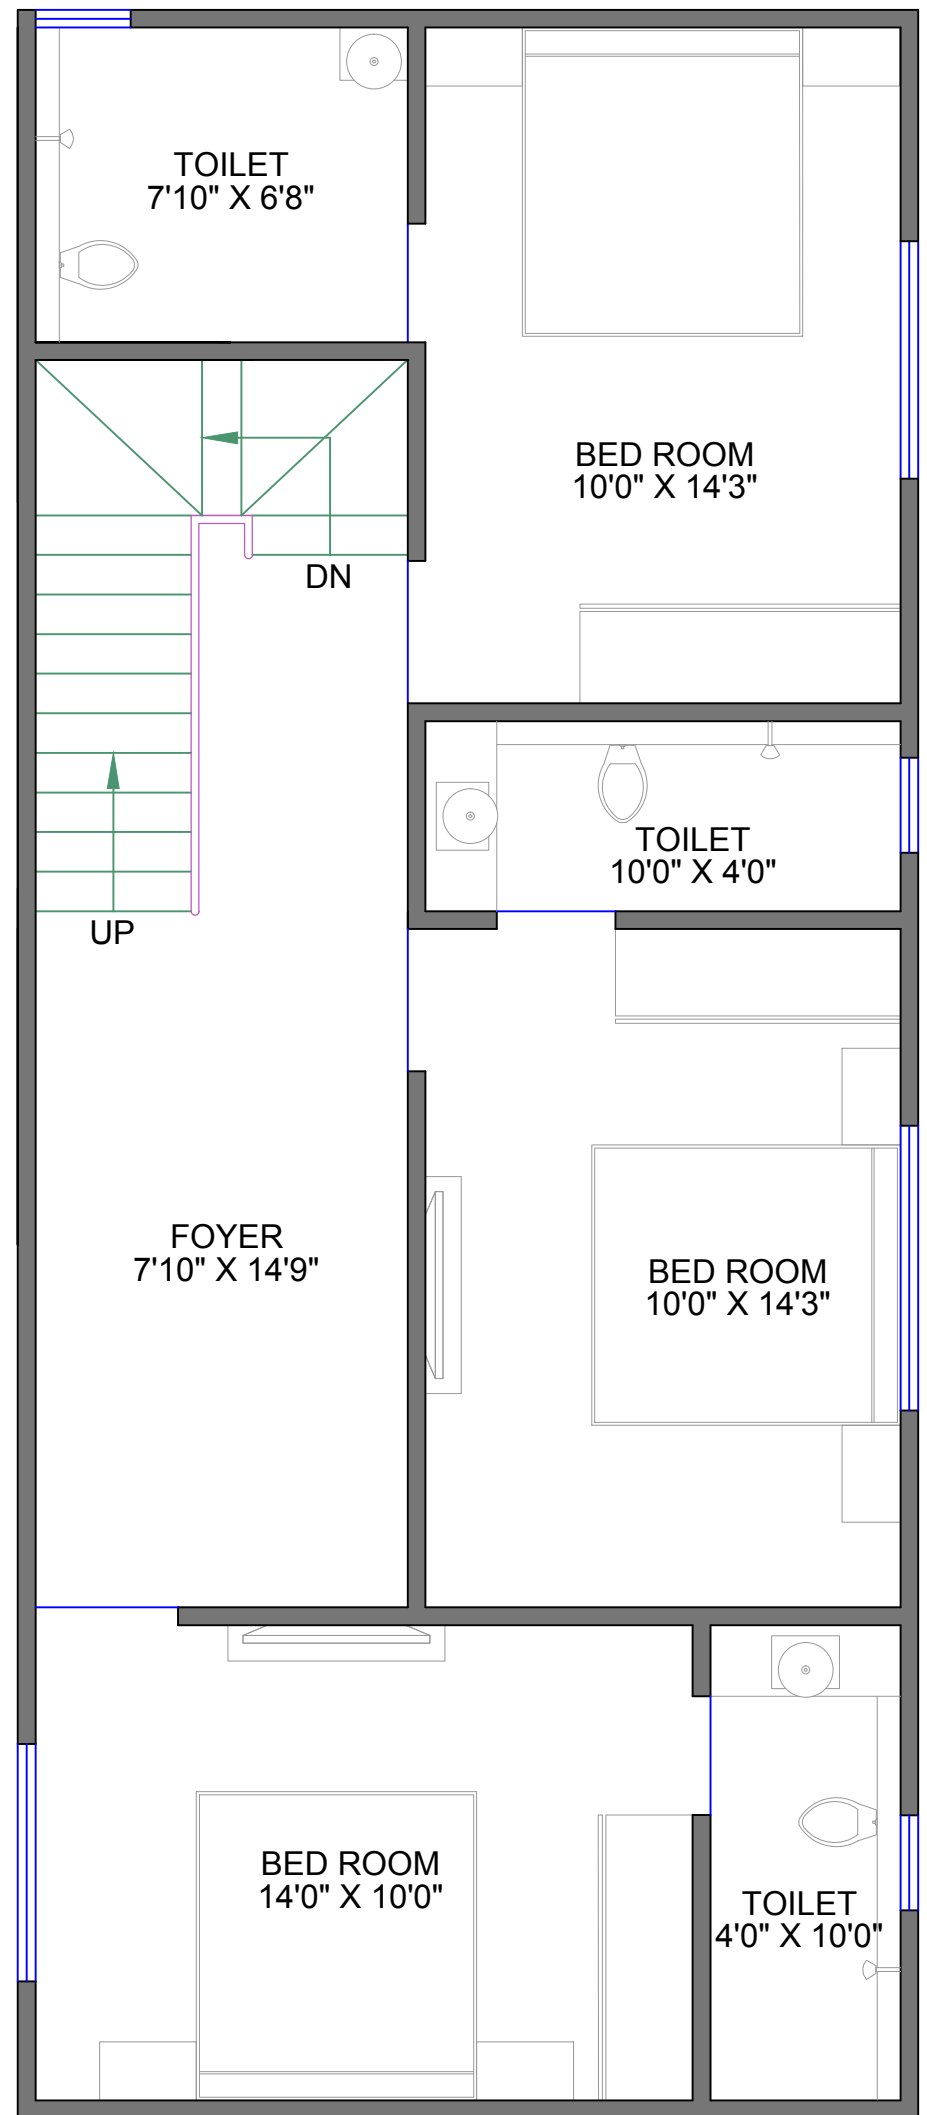 TOILET
7'10" X 6'8"
BED ROOM
10'0" X 14'3"
DN
TOILET
10'0" X 4'0"
UP
FOYER
7'10" X 14'9"
BED ROOM
10'0" X 14'3"
BED ROOM
14'0" X 10'0"
TOILET
4'0" X 10'0"